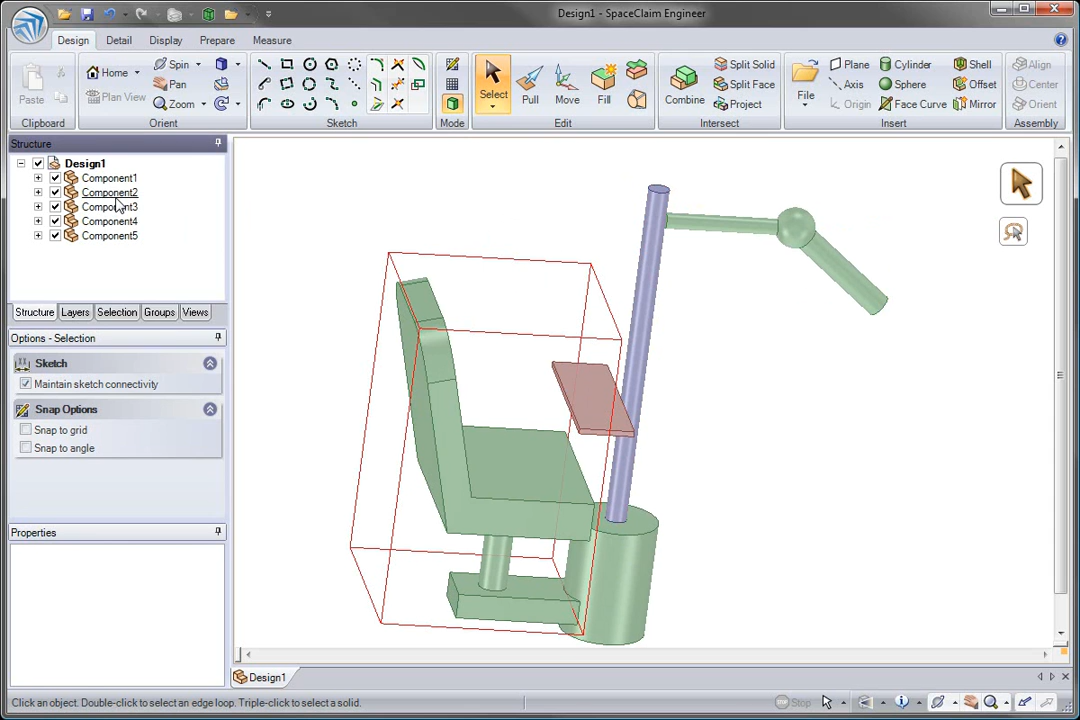 Design1 - SpaceClaim Engineer
Design Detail Display Prepare Measure
Paste
Clipboard
Home
Plan View
Spin
Pan
Zoom
Orient
Sketch
Mode
Select
Pull
Move
Fill
Edit
Combine
Split Solid
Split Face
Project
Intersect
File
Plane
Axis
Origin
Cylinder
Sphere
Face Curve
Shell
Offset
Mirror
Insert
Align
Center
Orient
Assembly
Structure
Design1
Component1
Component2
Component3
Component4
Component5
Structure Layers Selection Groups Views
Options - Selection
Sketch
Maintain sketch connectivity
Snap Options
Snap to grid
Snap to angle
Properties
Design1
Click an object. Double-click to select an edge loop. Triple-click to select a solid.
Stop